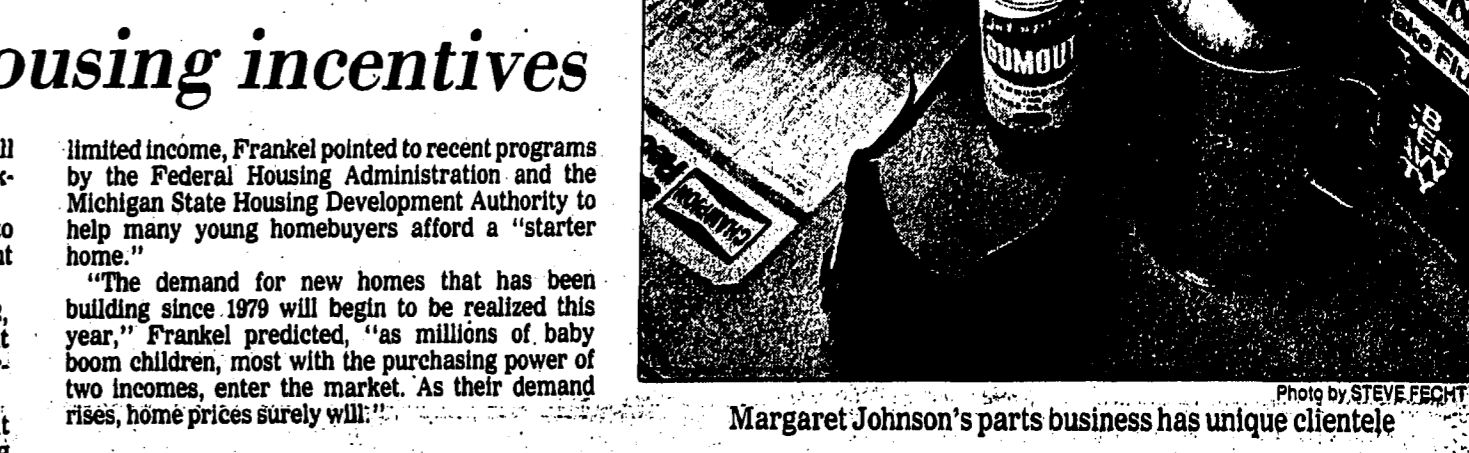 ousing incentives
ll
k-
to
nt
t
t
limited income, Frankel pointed to recent programs
by the Federal Housing Administration and the
Michigan State Housing Development Authority to
help many young homebuyers afford a "starter
home."
"The demand for new homes that has been
building since 1979 will begin to be realized this
year," Frankel predicted, "as millions of baby
boom children, most with the purchasing power of
two incomes, enter the market. As their demand
rises, home prices surely will."
GUMOU
CHAMPION
Photo by STEVE FECHT
Margaret Johnson's parts business has unique clientele